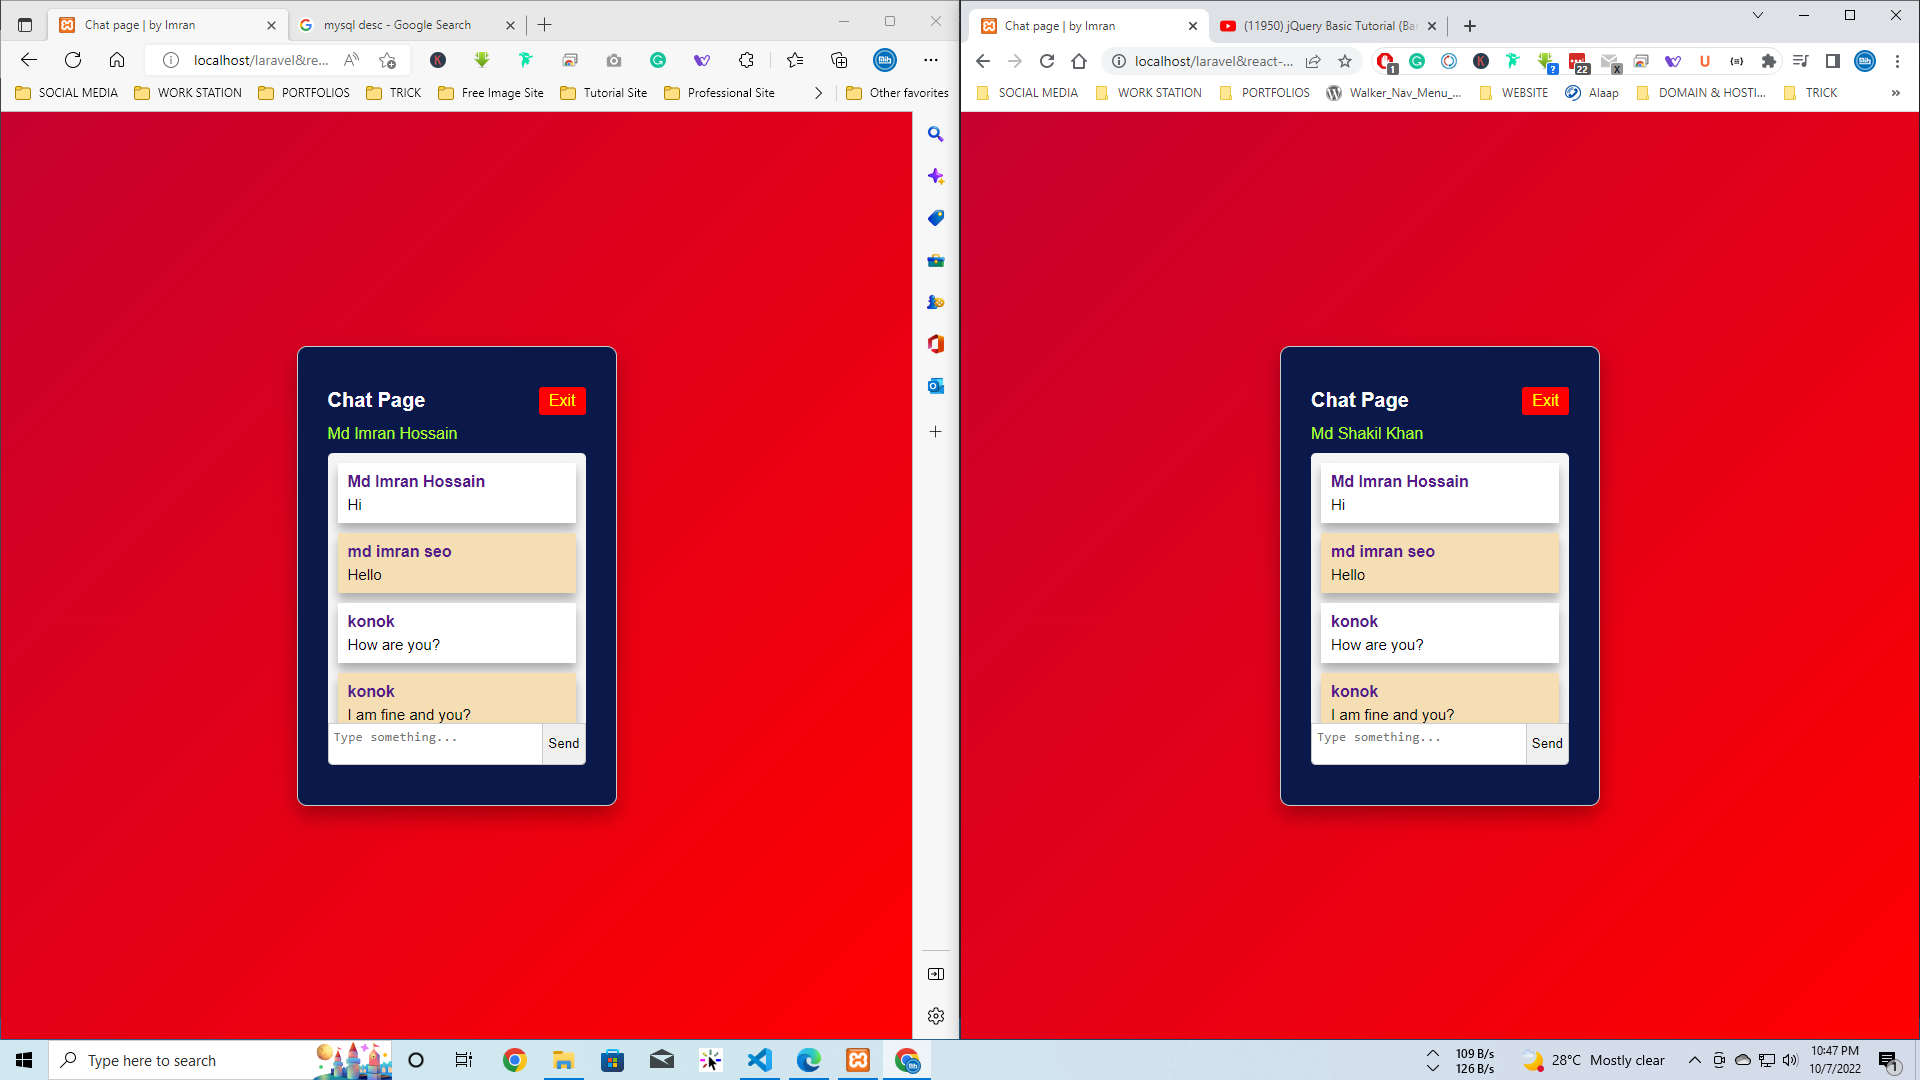 Chat page | by Imran
mysql desc - Google Search
localhost/laravel&re...
SOCIAL MEDIA
WORK STATION
PORTFOLIOS
TRICK
Free Image Site
Tutorial Site
Professional Site
Other favorites
Chat Page
Exit
Md Imran Hossain
Md Imran Hossain
Hi
md imran seo
Hello
konok
How are you?
konok
I am fine and you?
Type something...
Send
Chat page | by Imran
(11950) jQuery Basic Tutorial (Ba
localhost/laravel&react-...
1
?
22
X
SOCIAL MEDIA
WORK STATION
PORTFOLIOS
Walker_Nav_Menu_...
WEBSITE
Alaap
DOMAIN & HOSTI...
TRICK
Chat Page
Exit
Md Shakil Khan
Md Imran Hossain
Hi
md imran seo
Hello
konok
How are you?
konok
I am fine and you?
Type something...
Send
Type here to search
109 B/s
126 B/s
28°C Mostly clear
10:47 PM
10/7/2022
1